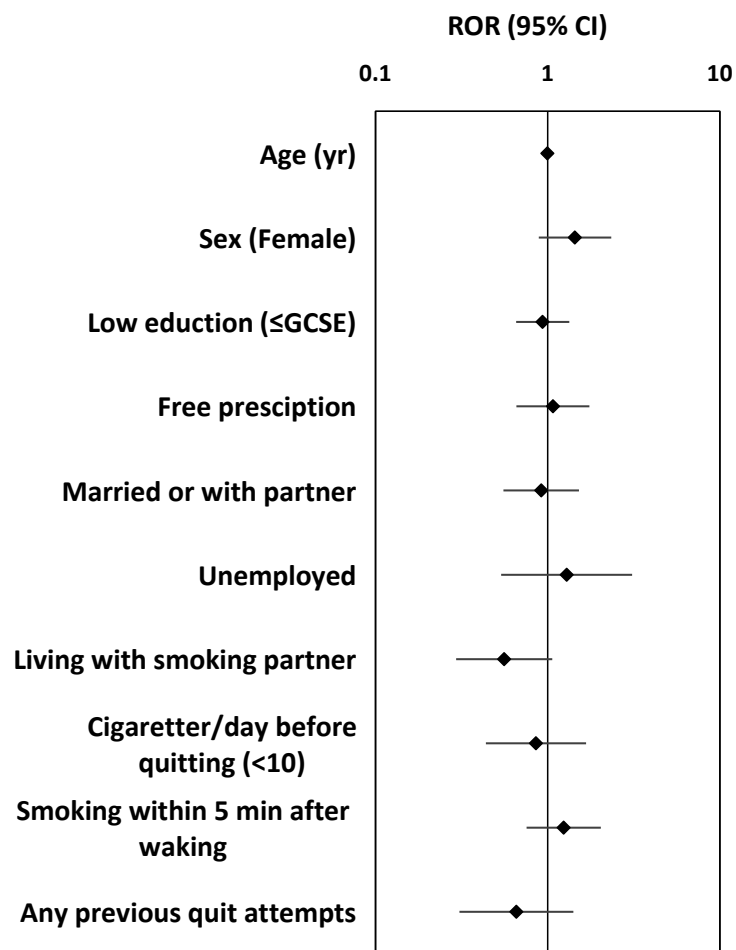 ROR (95% CI)
0.1 1 10
Age (yr)
Sex (Female)
Low eduction (≤GCSE)
Free presciption
Married or with partner
Unemployed
Living with smoking partner
Cigaretter/day before
quitting (<10)
Smoking within 5 min after
waking
Any previous quit attempts